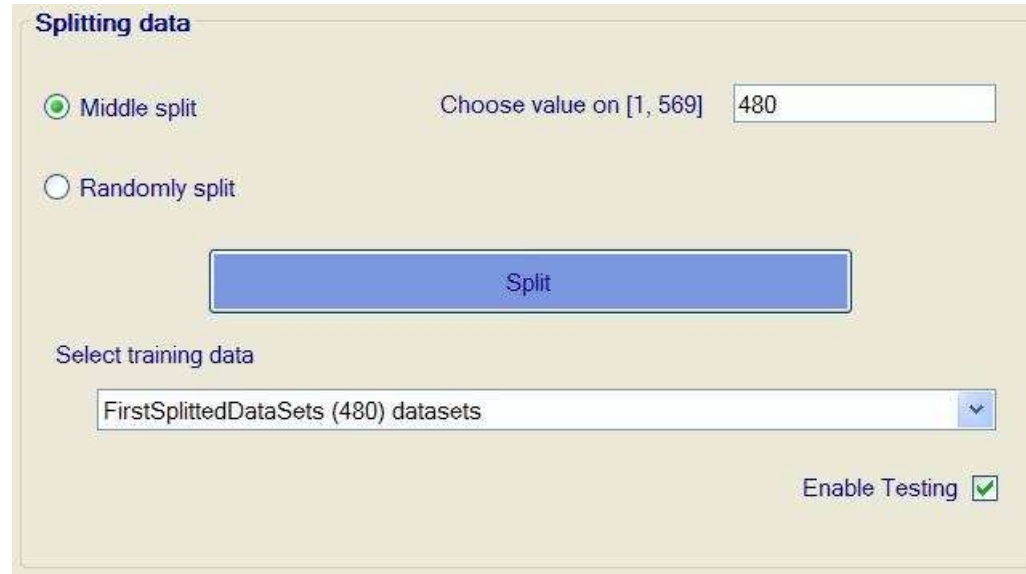 Splitting data
Middle split
Choose value on [1, 569]
480
Randomly split
Split
Select training data
FirstSplittedDataSets (480) datasets
Enable Testing